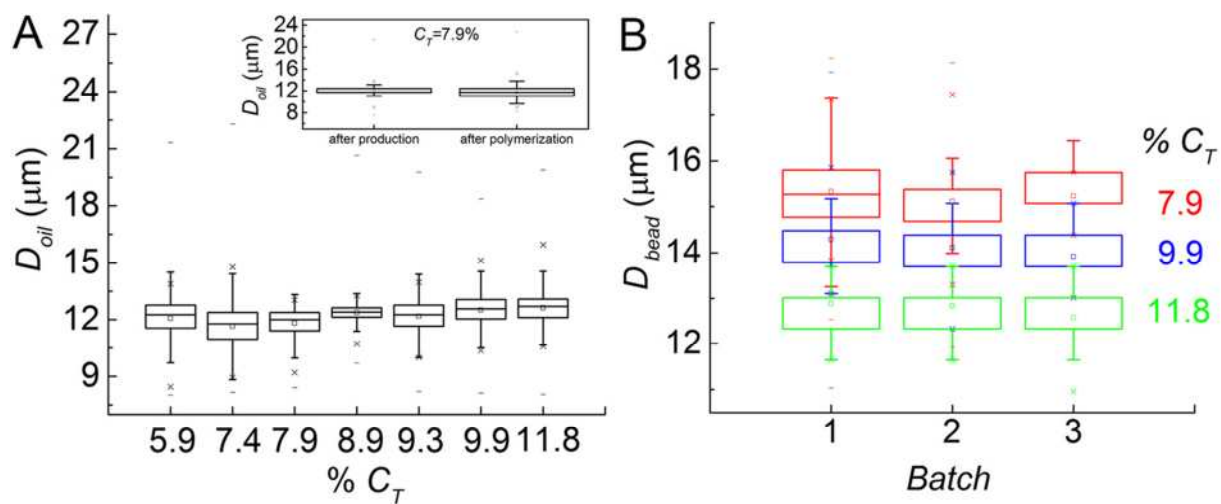 A
27
24
21
18
15
12
9
D_oil (μm)
5.9 7.4 7.9 8.9 9.3 9.9 11.8
% C_T
24
20
16
12
8
D_oil (μm)
C_T=7.9%
after production after polymerization
B
18
16
14
12
D_bead (μm)
1 2 3
Batch
% C_T
7.9
9.9
11.8